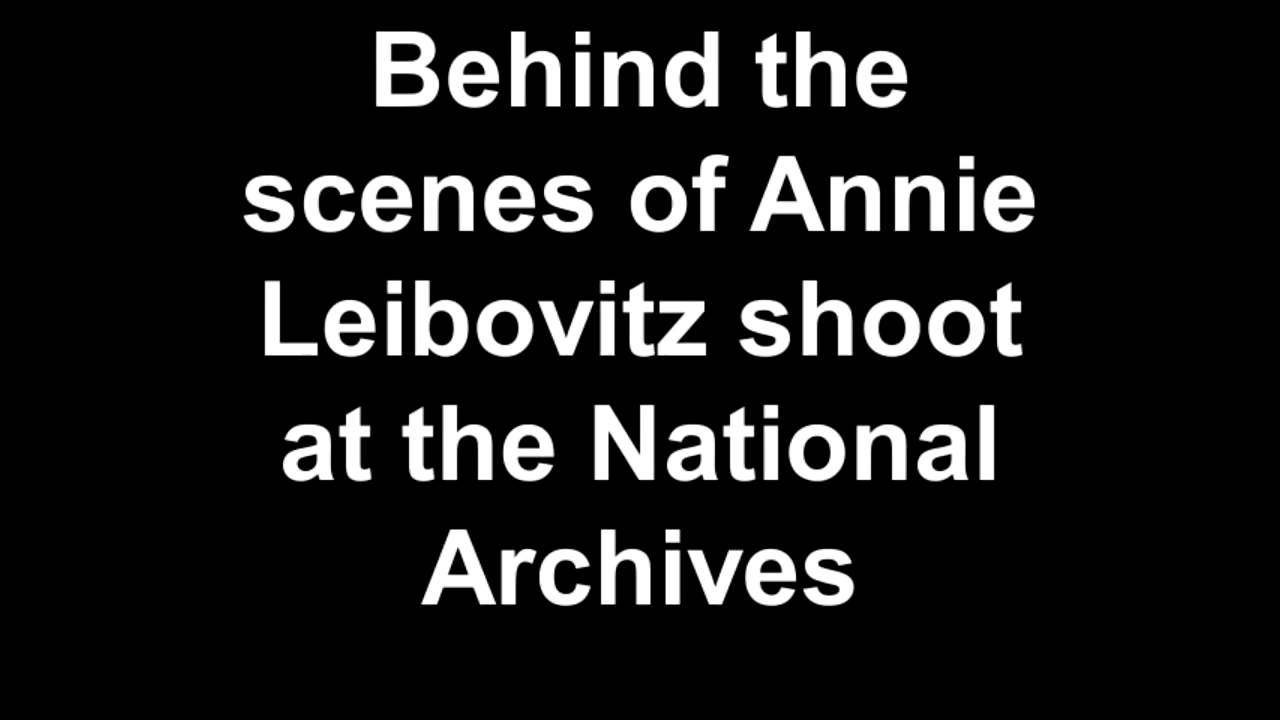 Behind the
scenes of Annie
Leibovitz shoot
at the National
Archives